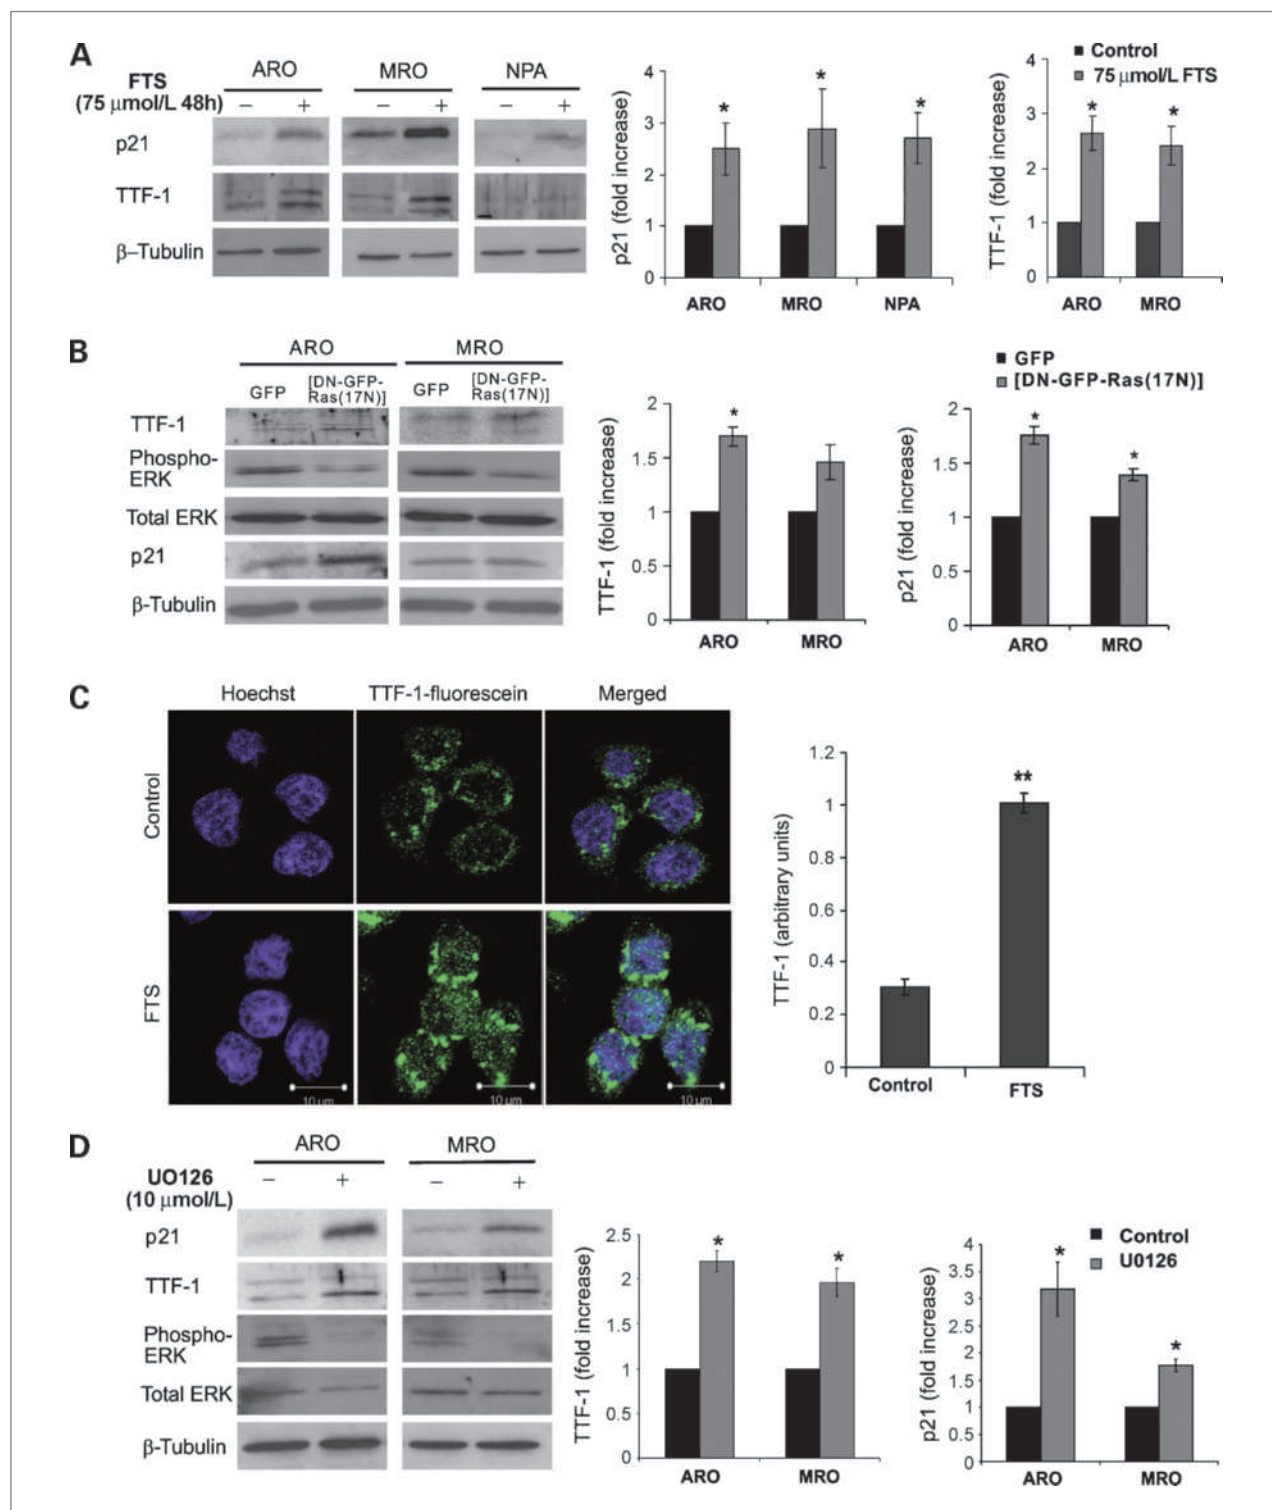 A
FTS
(75 μmol/L 48h)
ARO
MRO
NPA
− + − + − +
p21
TTF-1
β–Tubulin
p21 (fold increase)
4
3
2
1
0
ARO MRO NPA
TTF-1 (fold increase)
4
3
2
1
0
ARO MRO
Control
75 μmol/L FTS
* * *
* *
B
ARO
MRO
GFP
[DN-GFP-
Ras(17N)]
GFP
[DN-GFP-
Ras(17N)]
TTF-1
Phospho-
ERK
Total ERK
p21
β-Tubulin
TTF-1 (fold increase)
2
1.5
1
0.5
0
*
ARO MRO
GFP
[DN-GFP-Ras(17N)]
p21 (fold increase)
2
1.5
1
0.5
0
* *
ARO MRO
C
Hoechst
TTF-1-fluorescein
Merged
Control
FTS
10 μm
10 μm
10 μm
TTF-1 (arbitrary units)
1.2
1
0.8
0.6
0.4
0.2
0
**
Control FTS
D
UO126
(10 μmol/L)
ARO
MRO
− + − +
p21
TTF-1
Phospho-
ERK
Total ERK
β-Tubulin
TTF-1 (fold increase)
2.5
2
1.5
1
0.5
0
* *
ARO MRO
Control
U0126
p21 (fold increase)
4
3.5
3
2.5
2
1.5
1
0.5
0
* *
ARO MRO